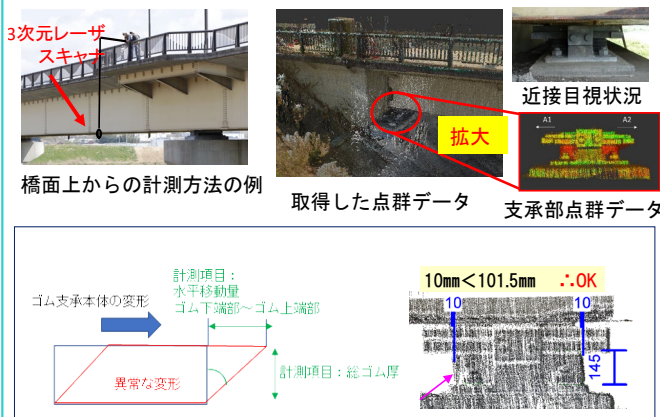 3次元レーザ
スキャナ
橋面上からの計測方法の例
拡大
取得した点群データ
近接目視状況
A1
A2
支承部点群データ
ゴム支承本体の変形
計測項目：
水平移動量
ゴム下端部～ゴム上端部
異常な変形
計測項目：総ゴム厚
10mm<101.5mm ∴OK
10
10
145